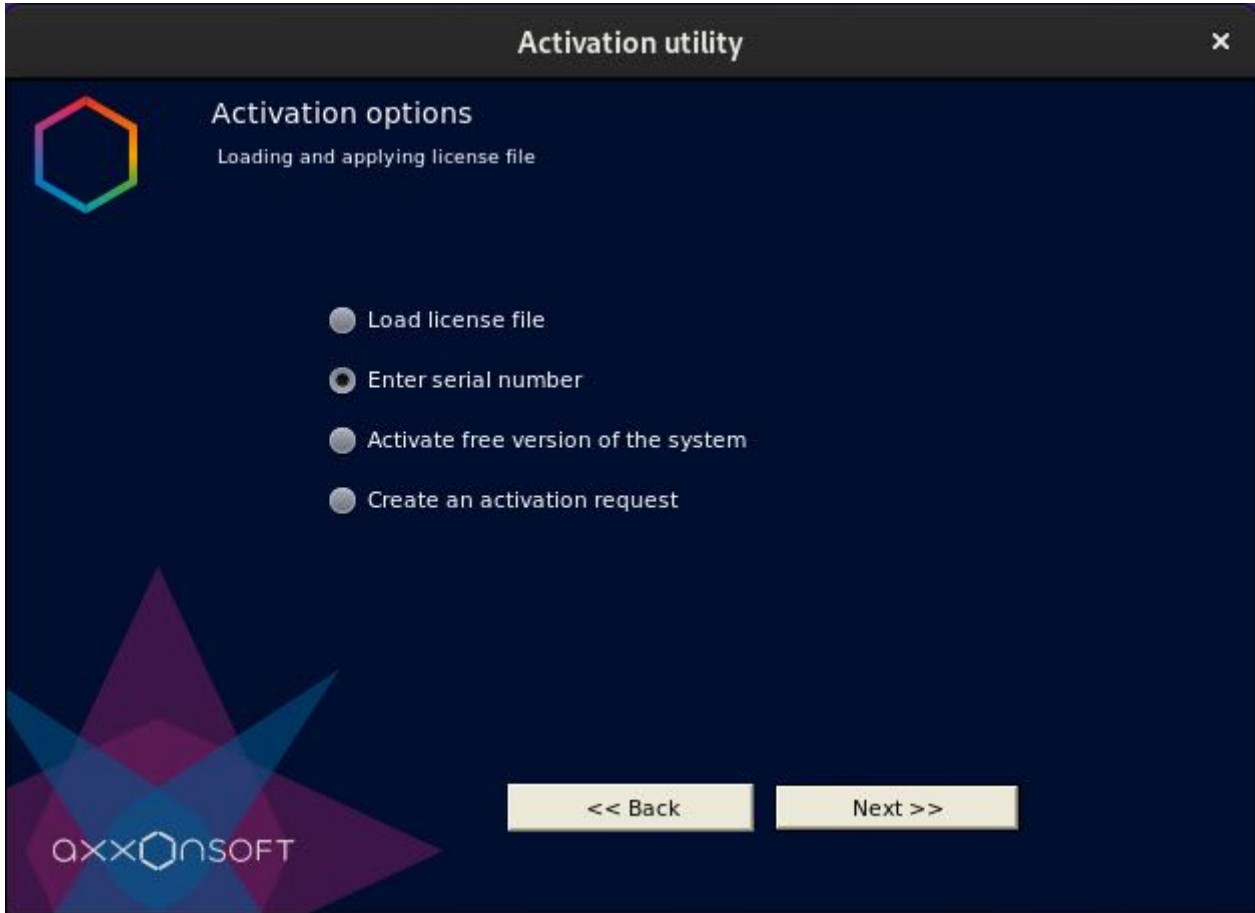 Activation utility
Activation options
Loading and applying license file
Load license file
Enter serial number
Activate free version of the system
Create an activation request
<< Back
Next >>
axxonsoft